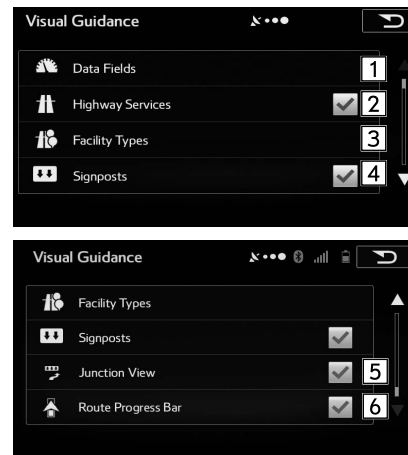 Visual Guidance
Data Fields 1
Highway Services 2
Facility Types 3
Signposts 4
Visual Guidance
Facility Types
Signposts
Junction View 5
Route Progress Bar 6